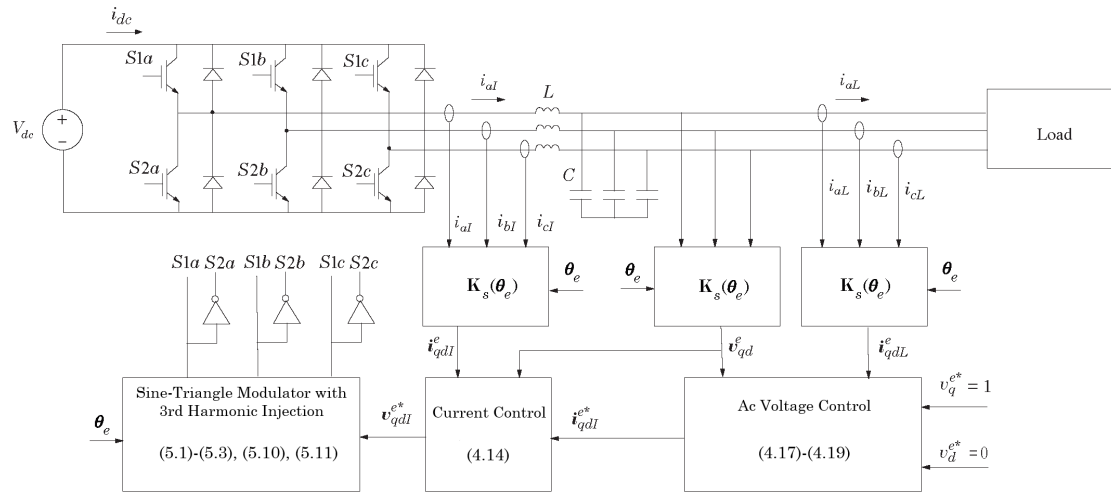 i_dc
S1a
S1b
S1c
i_aI
L
i_aL
V_dc
+
−
Load
S2a
S2b
S2c
C
i_aI
i_bI
i_cI
i_aL
i_bL
i_cL
S1a S2a S1b S2b S1c S2c
K_s(θ_e)
θ_e
θ_e
K_s(θ_e)
K_s(θ_e)
θ_e
i^e_qdI
v^e_qd
i^e_qdL
Sine-Triangle Modulator with
3rd Harmonic Injection
(5.1)-(5.3), (5.10), (5.11)
θ_e
v^e*_qdI
Current Control
(4.14)
i^e*_qdI
Ac Voltage Control
(4.17)-(4.19)
v^e*_q = 1
v^e*_d = 0